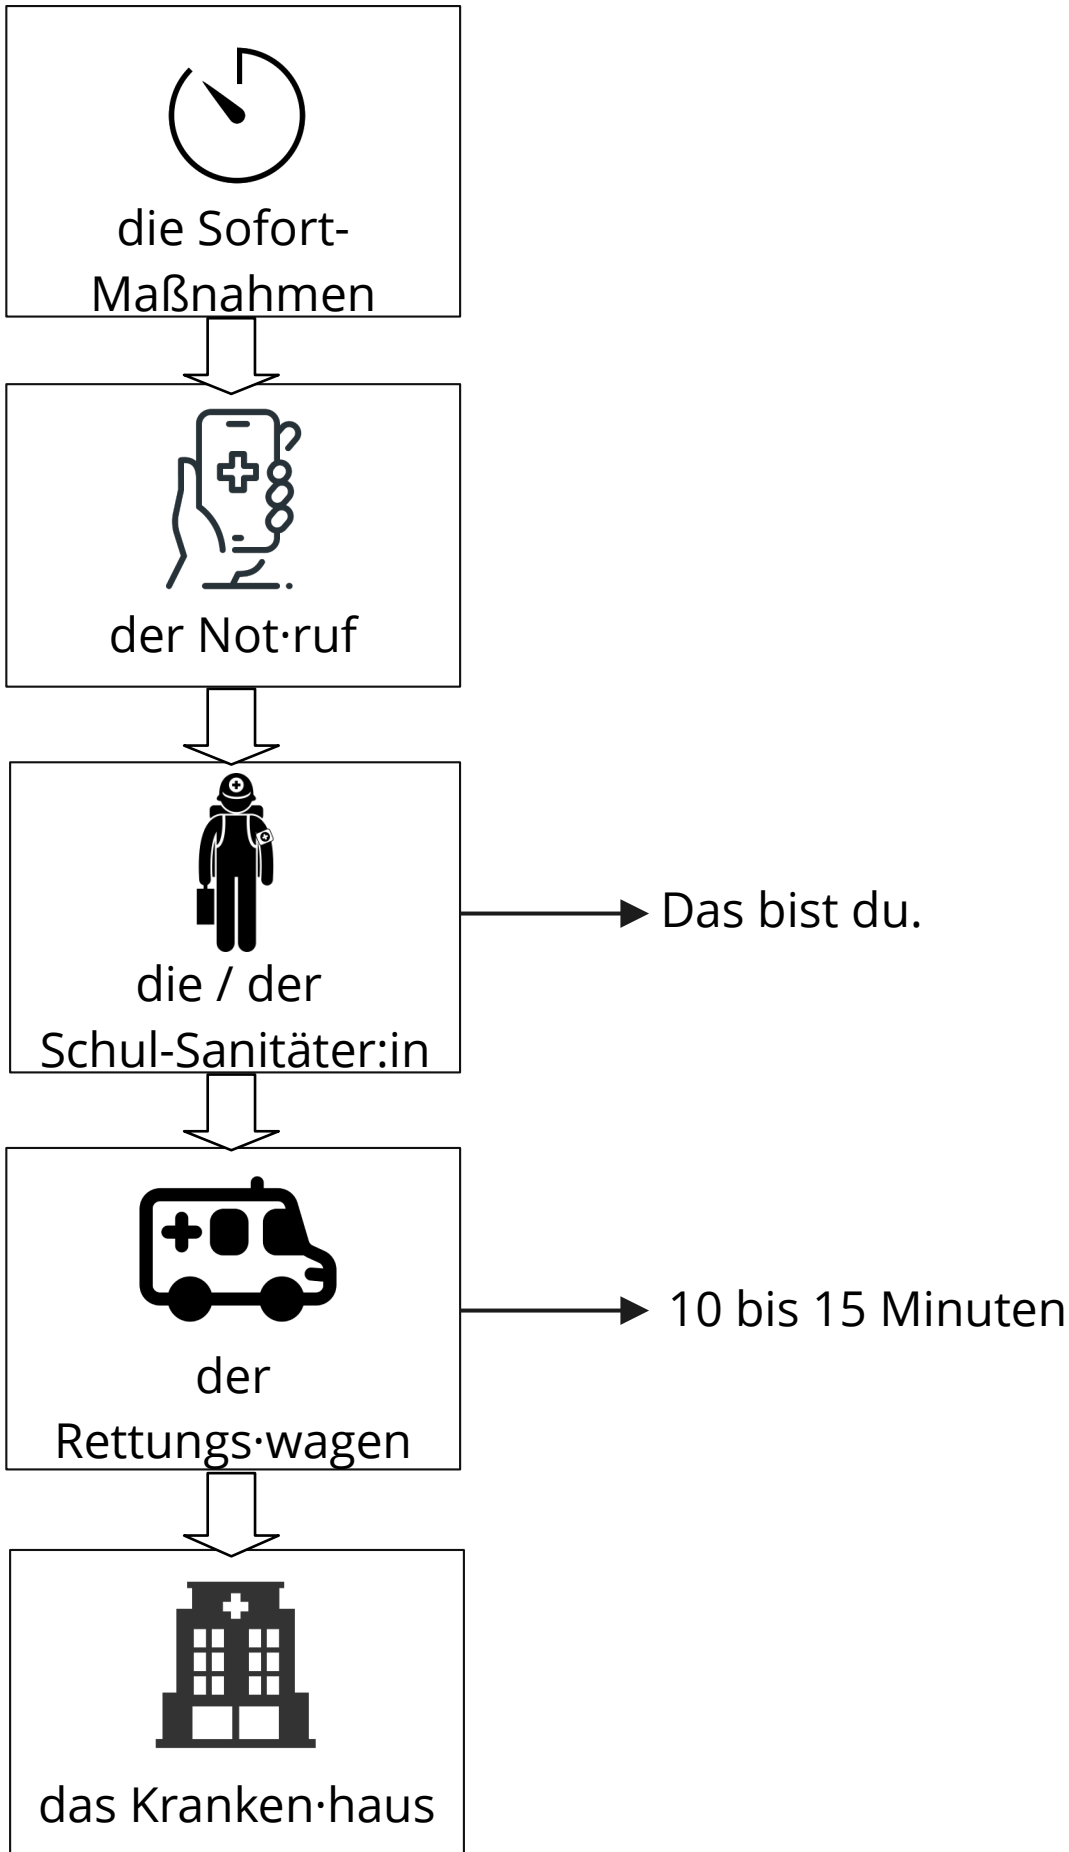 die Sofort-
Maßnahmen
der Not·ruf
die / der
Schul-Sanitäter:in
Das bist du.
der
Rettungs·wagen
10 bis 15 Minuten
das Kranken·haus